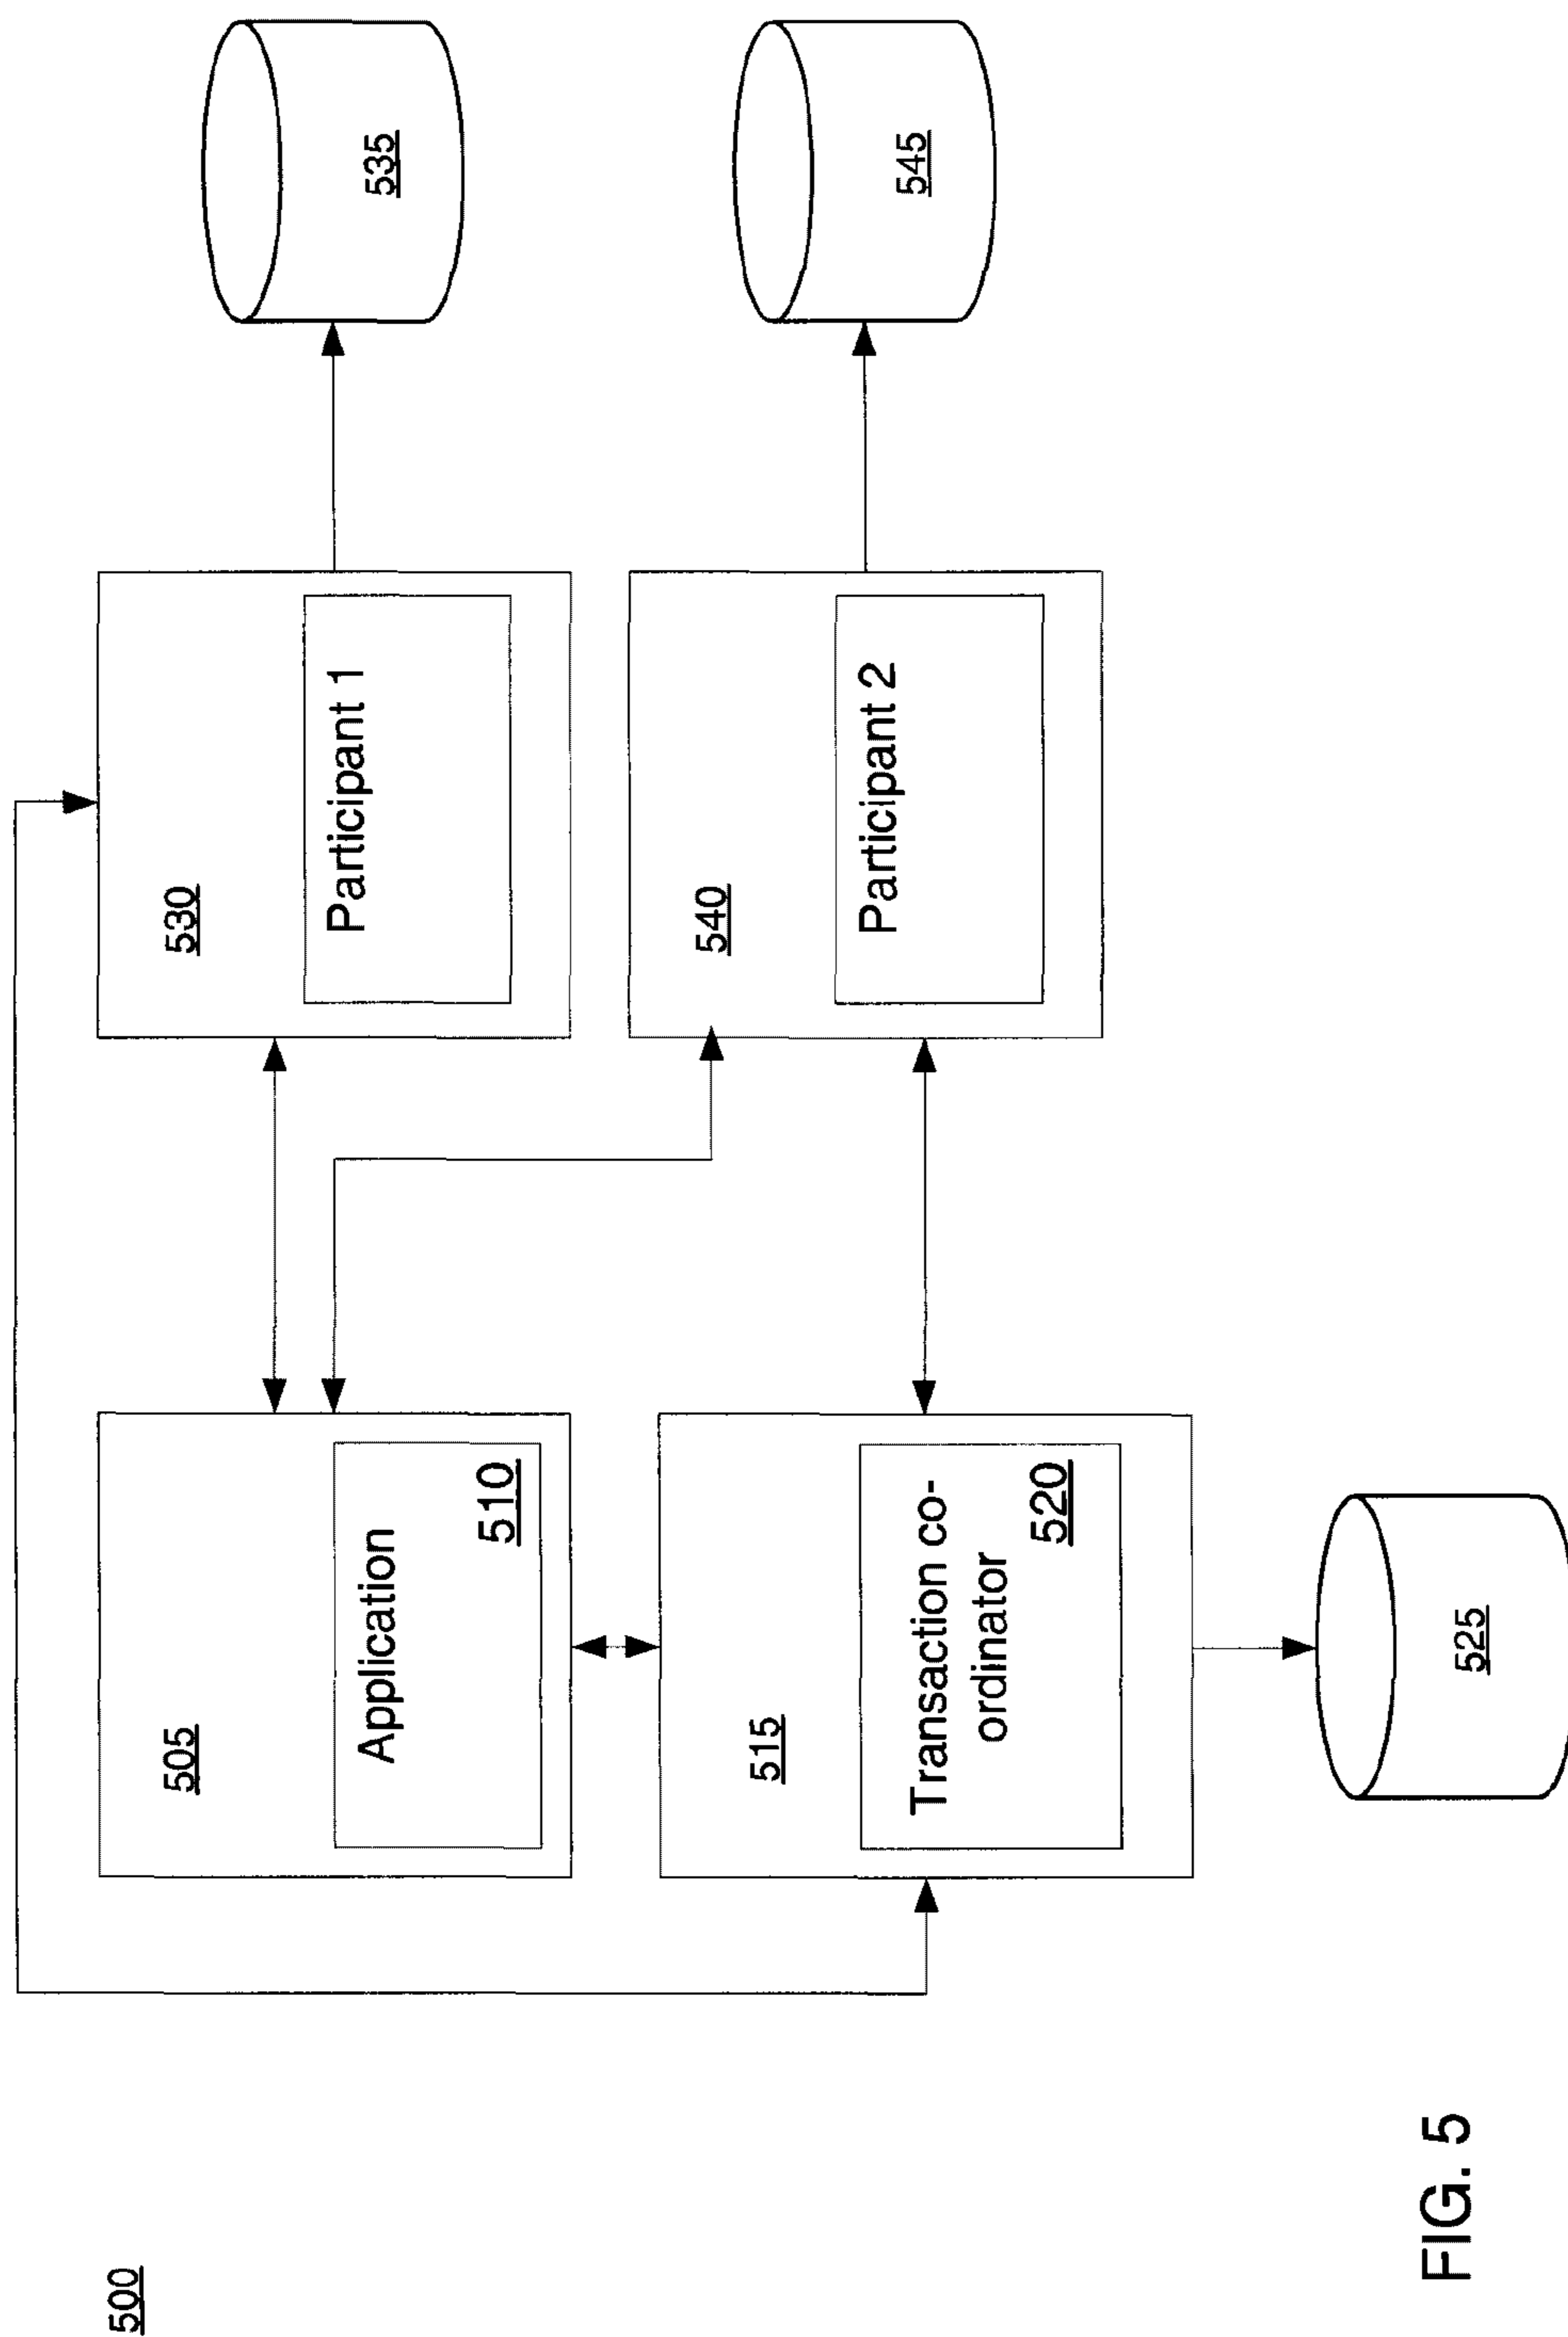 500
505
Application
510
530
Participant 1
535
515
Transaction co-
ordinator
520
540
Participant 2
545
525
FIG. 5